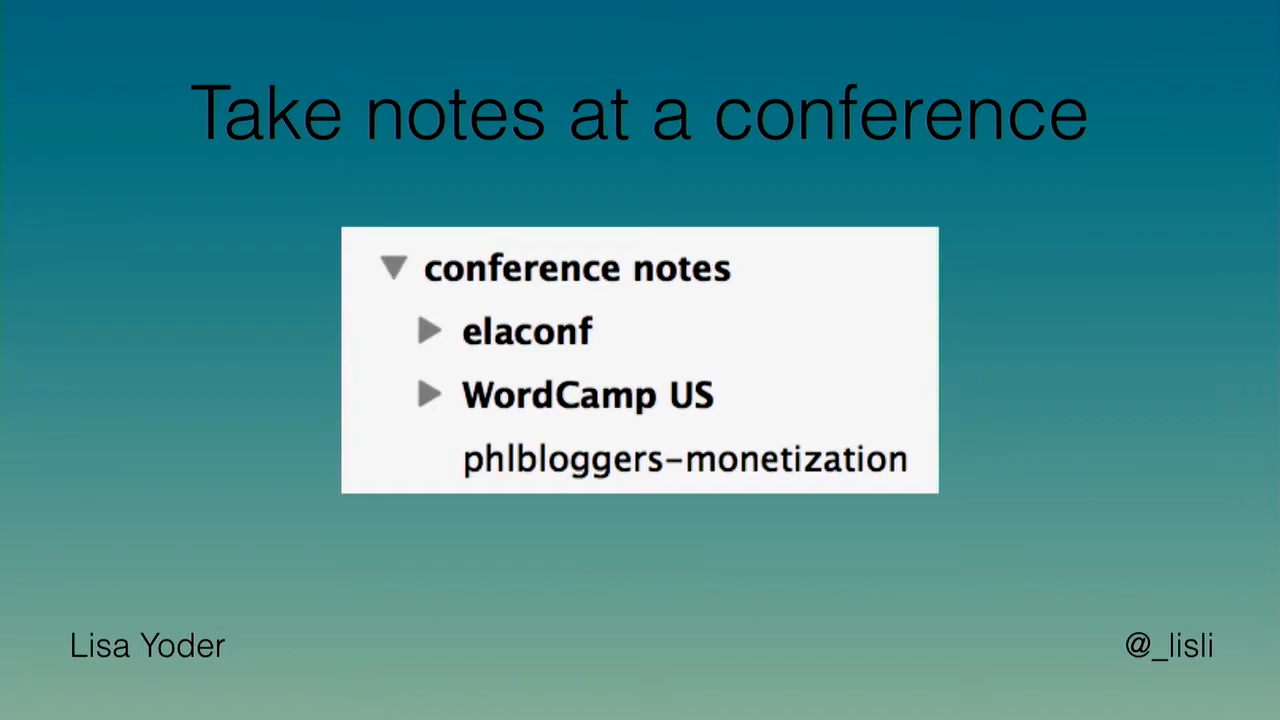 Take notes at a conference
conference notes
elaconf
WordCamp US
phlbloggers-monetization
Lisa Yoder
@_lisli